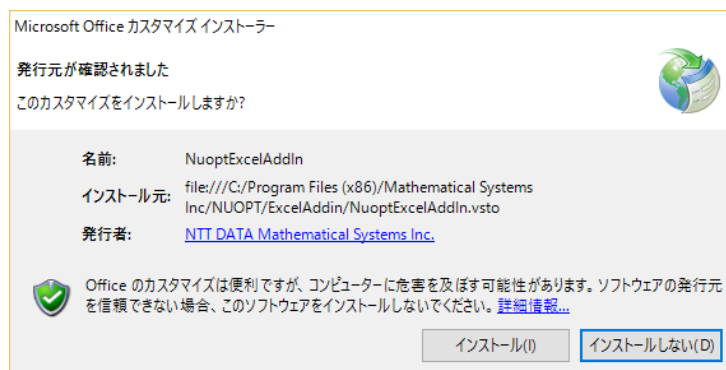 Microsoft Office カスタマイズ インストーラー
発行元が確認されました
このカスタマイズをインストールしますか?
名前: NuoptExcelAddIn
インストール元: file:///C:/Program Files (x86)/Mathematical Systems
Inc/NUOPT/ExcelAddin/NuoptExcelAddIn.vsto
発行者: NTT DATA Mathematical Systems Inc.
Office のカスタマイズは便利ですが、コンピューターに危害を及ぼす可能性があります。ソフトウェアの発行元
を信頼できない場合、このソフトウェアをインストールしないでください。詳細情報...
インストール(I) インストールしない(D)